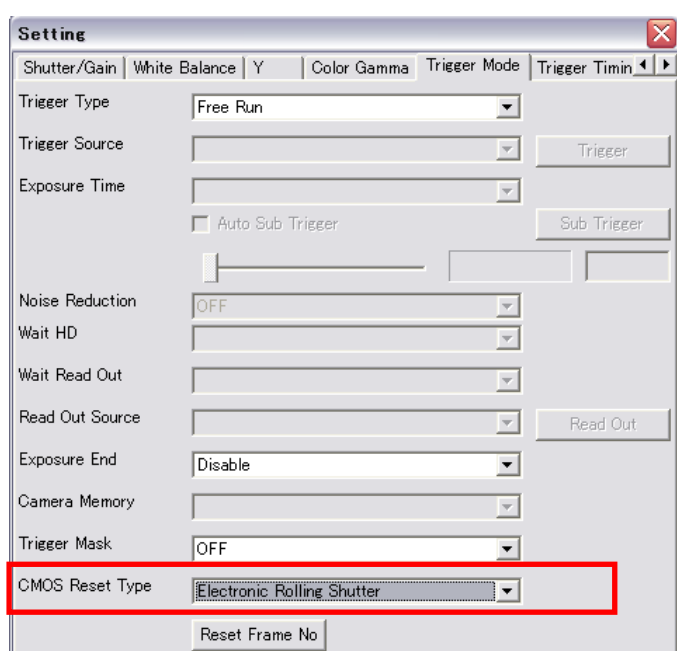 Setting
Shutter/Gain White Balance Y Color Gamma Trigger Mode Trigger Timin
Trigger Type Free Run
Trigger Source Trigger
Exposure Time
Auto Sub Trigger Sub Trigger
Noise Reduction OFF
Wait HD
Wait Read Out
Read Out Source Read Out
Exposure End Disable
Camera Memory
Trigger Mask OFF
CMOS Reset Type Electronic Rolling Shutter
Reset Frame No